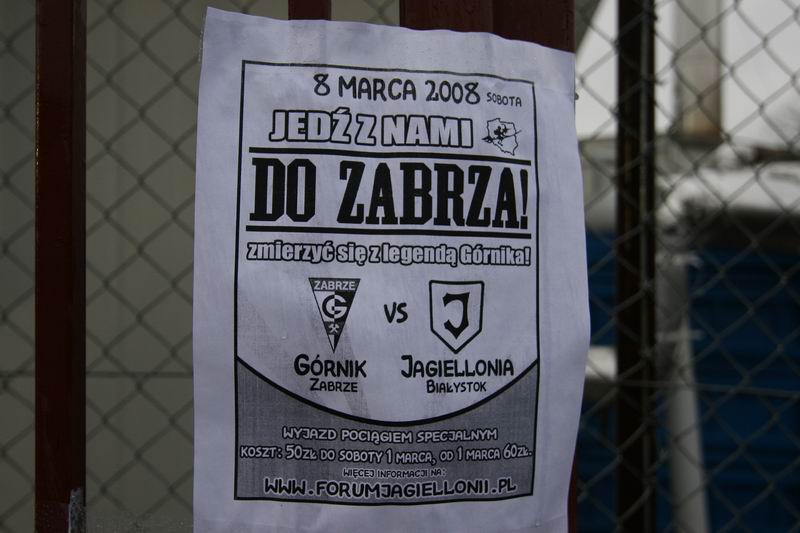 8 MARCA 2008 SOBOTA
JEDŹ Z NAMI
DO ZABRZA!
zmierzyć się z legendą Górnika!
ZABRZE
G
J
VS
GÓRNIK
ZABRZE
JAGIELLONIA
BIAŁYSTOK
WYJAZD POCIĄGIEM SPECJALNYM
KOSZT: 50ZŁ DO SOBOTY 1 MARCA, OD 1 MARCA 60ZŁ.
WIĘCEJ INFORMACJI NA:
WWW.FORUMJAGIELLONII.PL